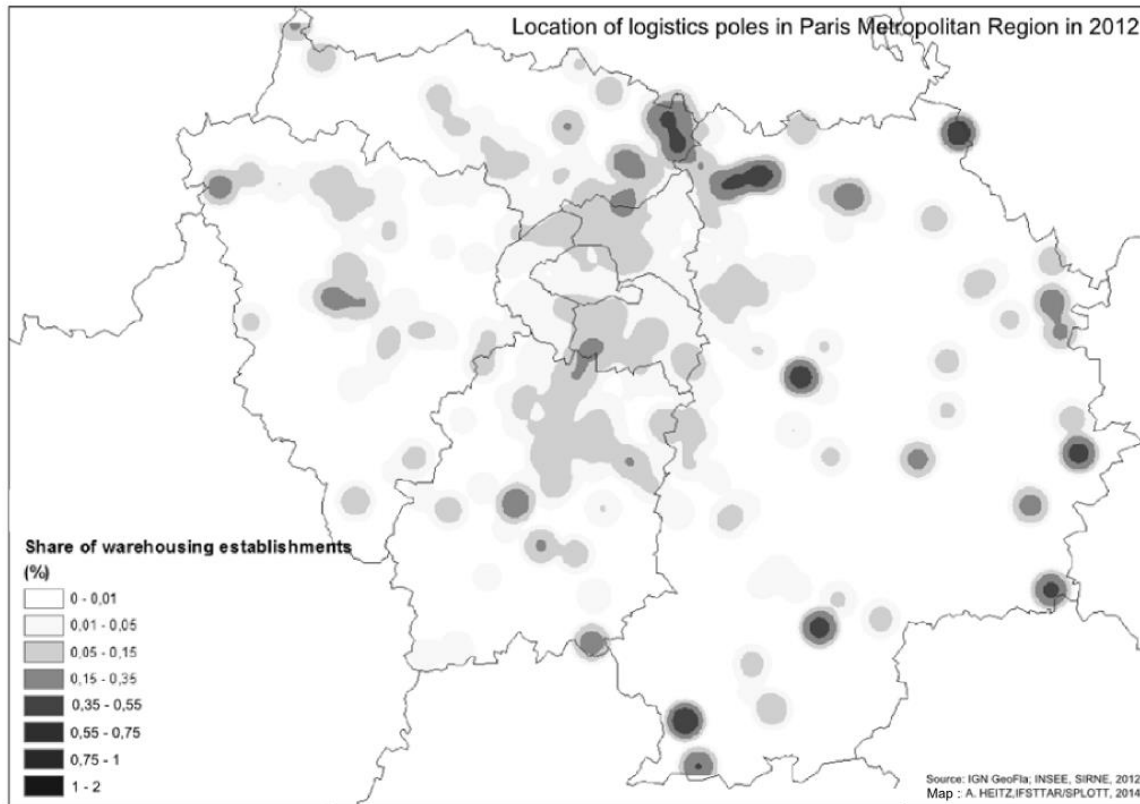 Location of logistics poles in Paris Metropolitan Region in 2012
Share of warehousing establishments
(%)
0 - 0,01
0,01 - 0,05
0,05 - 0,15
0,15 - 0,35
0,35 - 0,55
0,55 - 0,75
0,75 - 1
1 - 2
Source: IGN GeoFla; INSEE, SIRNE, 2012
Map : A. HEITZ,IFSTTAR/SPLOTT, 2014